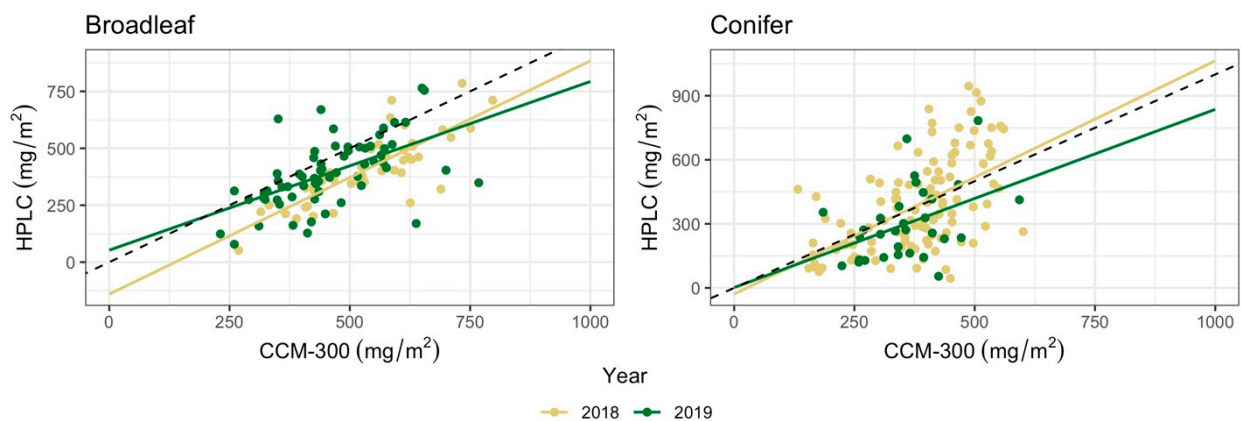 Broadleaf
HPLC (mg/m²)
750
500
250
0
0 250 500 750 1000
CCM-300 (mg/m²)
Conifer
HPLC (mg/m²)
900
600
300
0
0 250 500 750 1000
CCM-300 (mg/m²)
Year
2018 2019